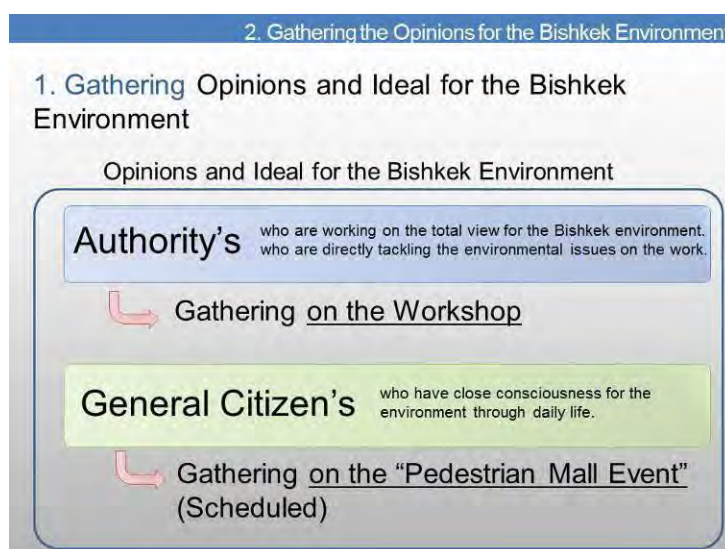 2. Gathering the Opinions for the Bishkek Environmen
1. Gathering Opinions and Ideal for the Bishkek
Environment
Opinions and Ideal for the Bishkek Environment
Authority's
who are working on the total view for the Bishkek environment.
who are directly tackling the environmental issues on the work.
Gathering on the Workshop
General Citizen's
who have close consciousness for the
environment through daily life.
Gathering on the “Pedestrian Mall Event”
(Scheduled)